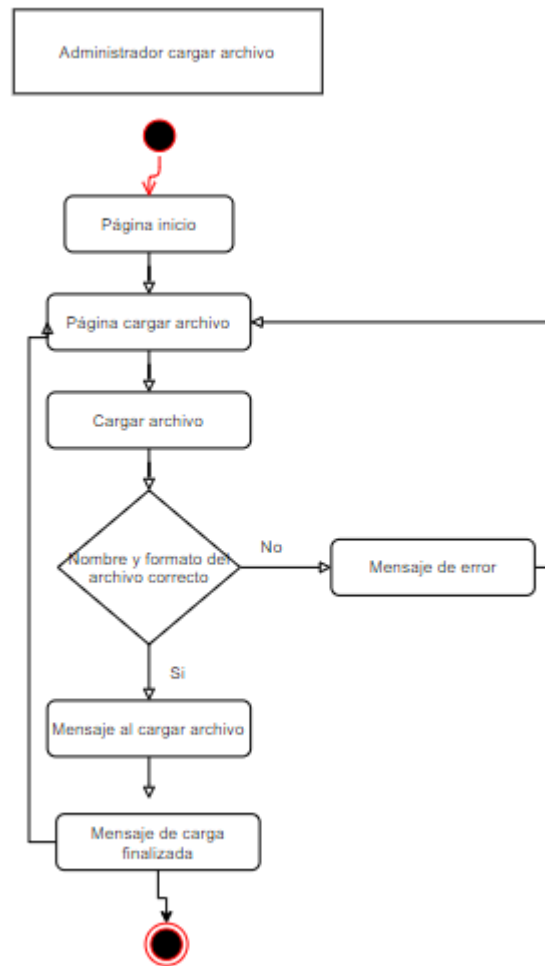 Administrador cargar archivo
Página inicio
Página cargar archivo
Cargar archivo
Nombre y formato del
archivo correcto
No
Mensaje de error
Si
Mensaje al cargar archivo
Mensaje de carga
finalizada